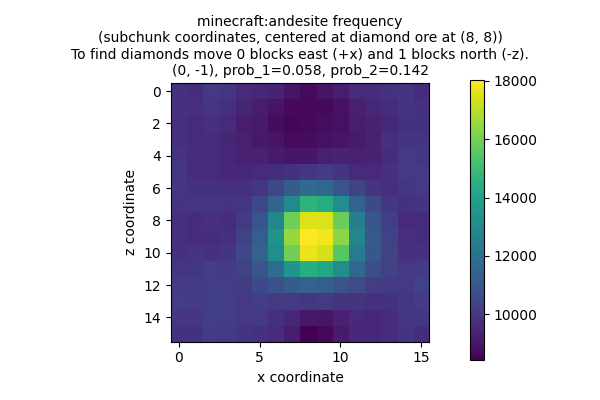 minecraft:andesite frequency
(subchunk coordinates, centered at diamond ore at (8, 8))
To find diamonds move 0 blocks east (+x) and 1 blocks north (-z).
(0, -1), prob_1=0.058, prob_2=0.142
0
2
4
6
8
10
12
14
z coordinate
0
5
10
15
x coordinate
18000
16000
14000
12000
10000